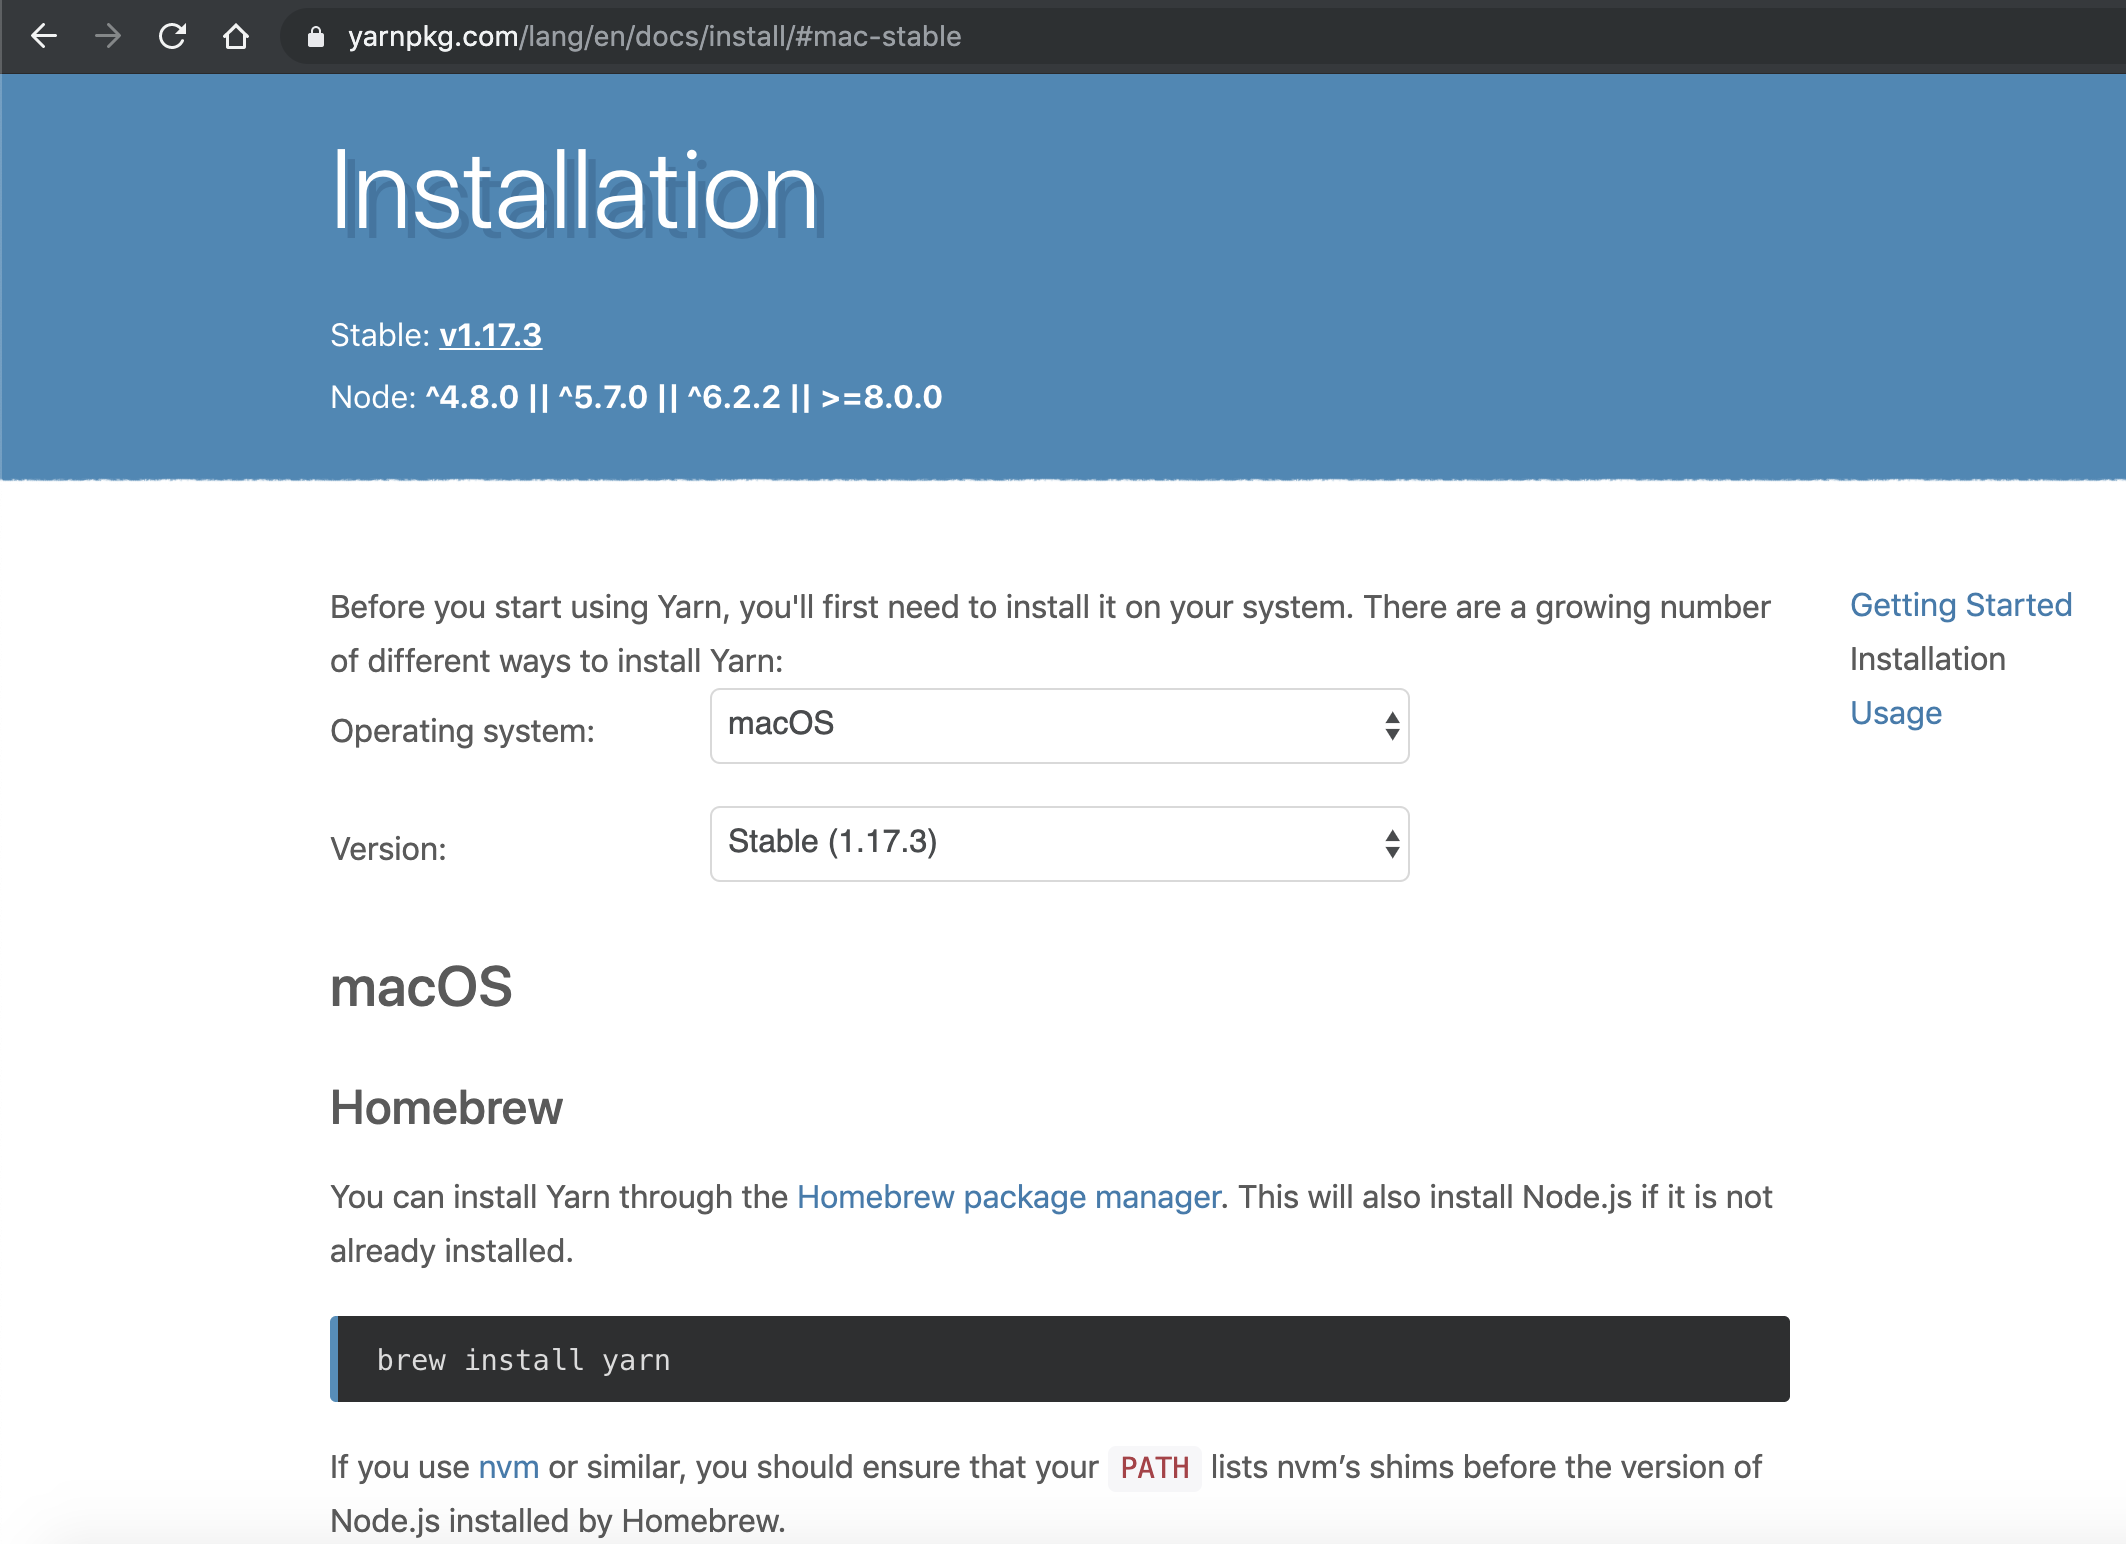 yarnpkg.com/lang/en/docs/install/#mac-stable
Installation
Stable: v1.17.3
Node: ^4.8.0 || ^5.7.0 || ^6.2.2 || >=8.0.0
Before you start using Yarn, you'll first need to install it on your system. There are a growing number
of different ways to install Yarn:
Operating system: macOS
Version: Stable (1.17.3)
Getting Started
Installation
Usage
macOS
Homebrew
You can install Yarn through the Homebrew package manager. This will also install Node.js if it is not
already installed.
brew install yarn
If you use nvm or similar, you should ensure that your PATH lists nvm’s shims before the version of
Node.js installed by Homebrew.